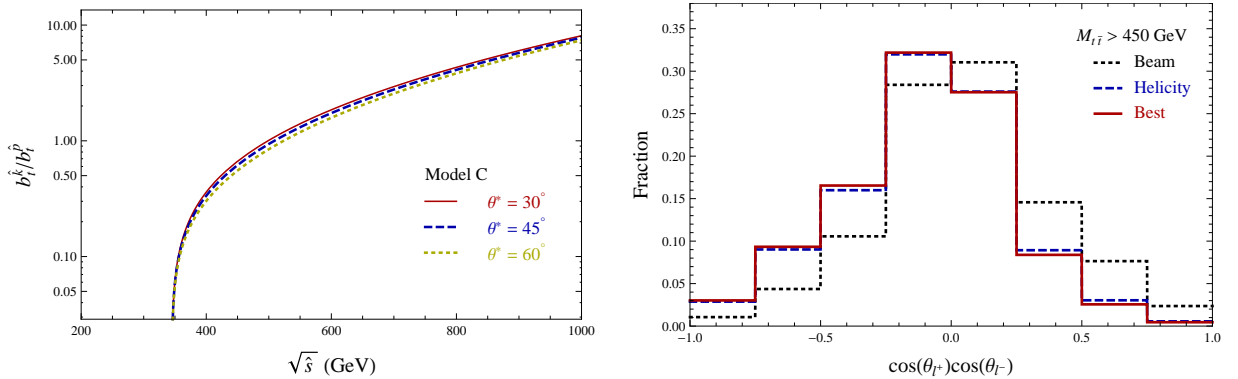 10.00
5.00
1.00
0.50
0.10
0.05
b̂_t^k/b̂_t^p
Model C
θ* = 30°
θ* = 45°
θ* = 60°
200 400 600 800 1000
√ŝ (GeV)
0.35
0.30
0.25
0.20
0.15
0.10
0.05
0.00
Fraction
M_{t t̄} > 450 GeV
Beam
Helicity
Best
−1.0 −0.5 0.0 0.5 1.0
cos(θ_{l⁺})cos(θ_{l⁻})